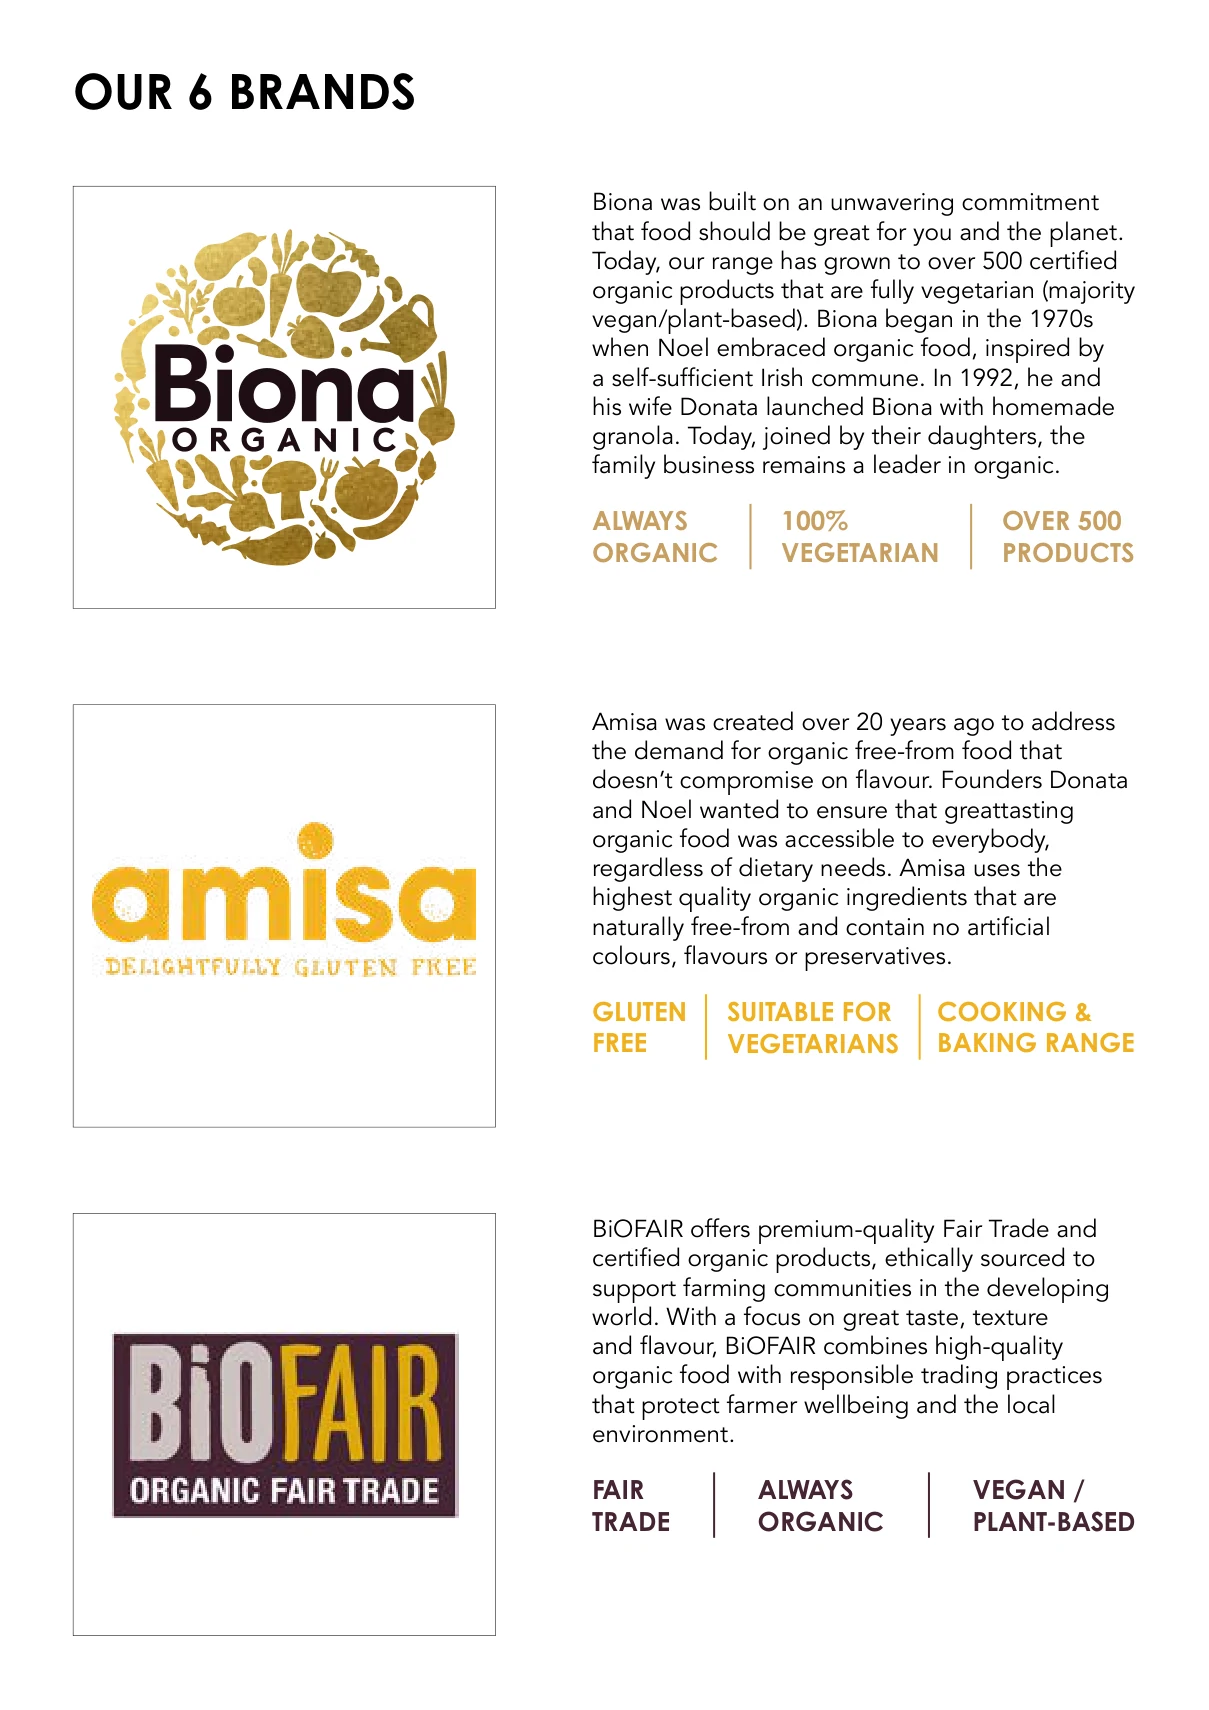 OUR 6 BRANDS
Biona
ORGANIC
Biona was built on an unwavering commitment
that food should be great for you and the planet.
Today, our range has grown to over 500 certified
organic products that are fully vegetarian (majority
vegan/plant-based). Biona began in the 1970s
when Noel embraced organic food, inspired by
a self-sufficient Irish commune. In 1992, he and
his wife Donata launched Biona with homemade
granola. Today, joined by their daughters, the
family business remains a leader in organic.
ALWAYS
ORGANIC
100%
VEGETARIAN
OVER 500
PRODUCTS
amisa
DELIGHTFULLY GLUTEN FREE
Amisa was created over 20 years ago to address
the demand for organic free-from food that
doesn’t compromise on flavour. Founders Donata
and Noel wanted to ensure that greattasting
organic food was accessible to everybody,
regardless of dietary needs. Amisa uses the
highest quality organic ingredients that are
naturally free-from and contain no artificial
colours, flavours or preservatives.
GLUTEN
FREE
SUITABLE FOR
VEGETARIANS
COOKING &
BAKING RANGE
BiOFAIR
ORGANIC FAIR TRADE
BiOFAIR offers premium-quality Fair Trade and
certified organic products, ethically sourced to
support farming communities in the developing
world. With a focus on great taste, texture
and flavour, BiOFAIR combines high-quality
organic food with responsible trading practices
that protect farmer wellbeing and the local
environment.
FAIR
TRADE
ALWAYS
ORGANIC
VEGAN /
PLANT-BASED